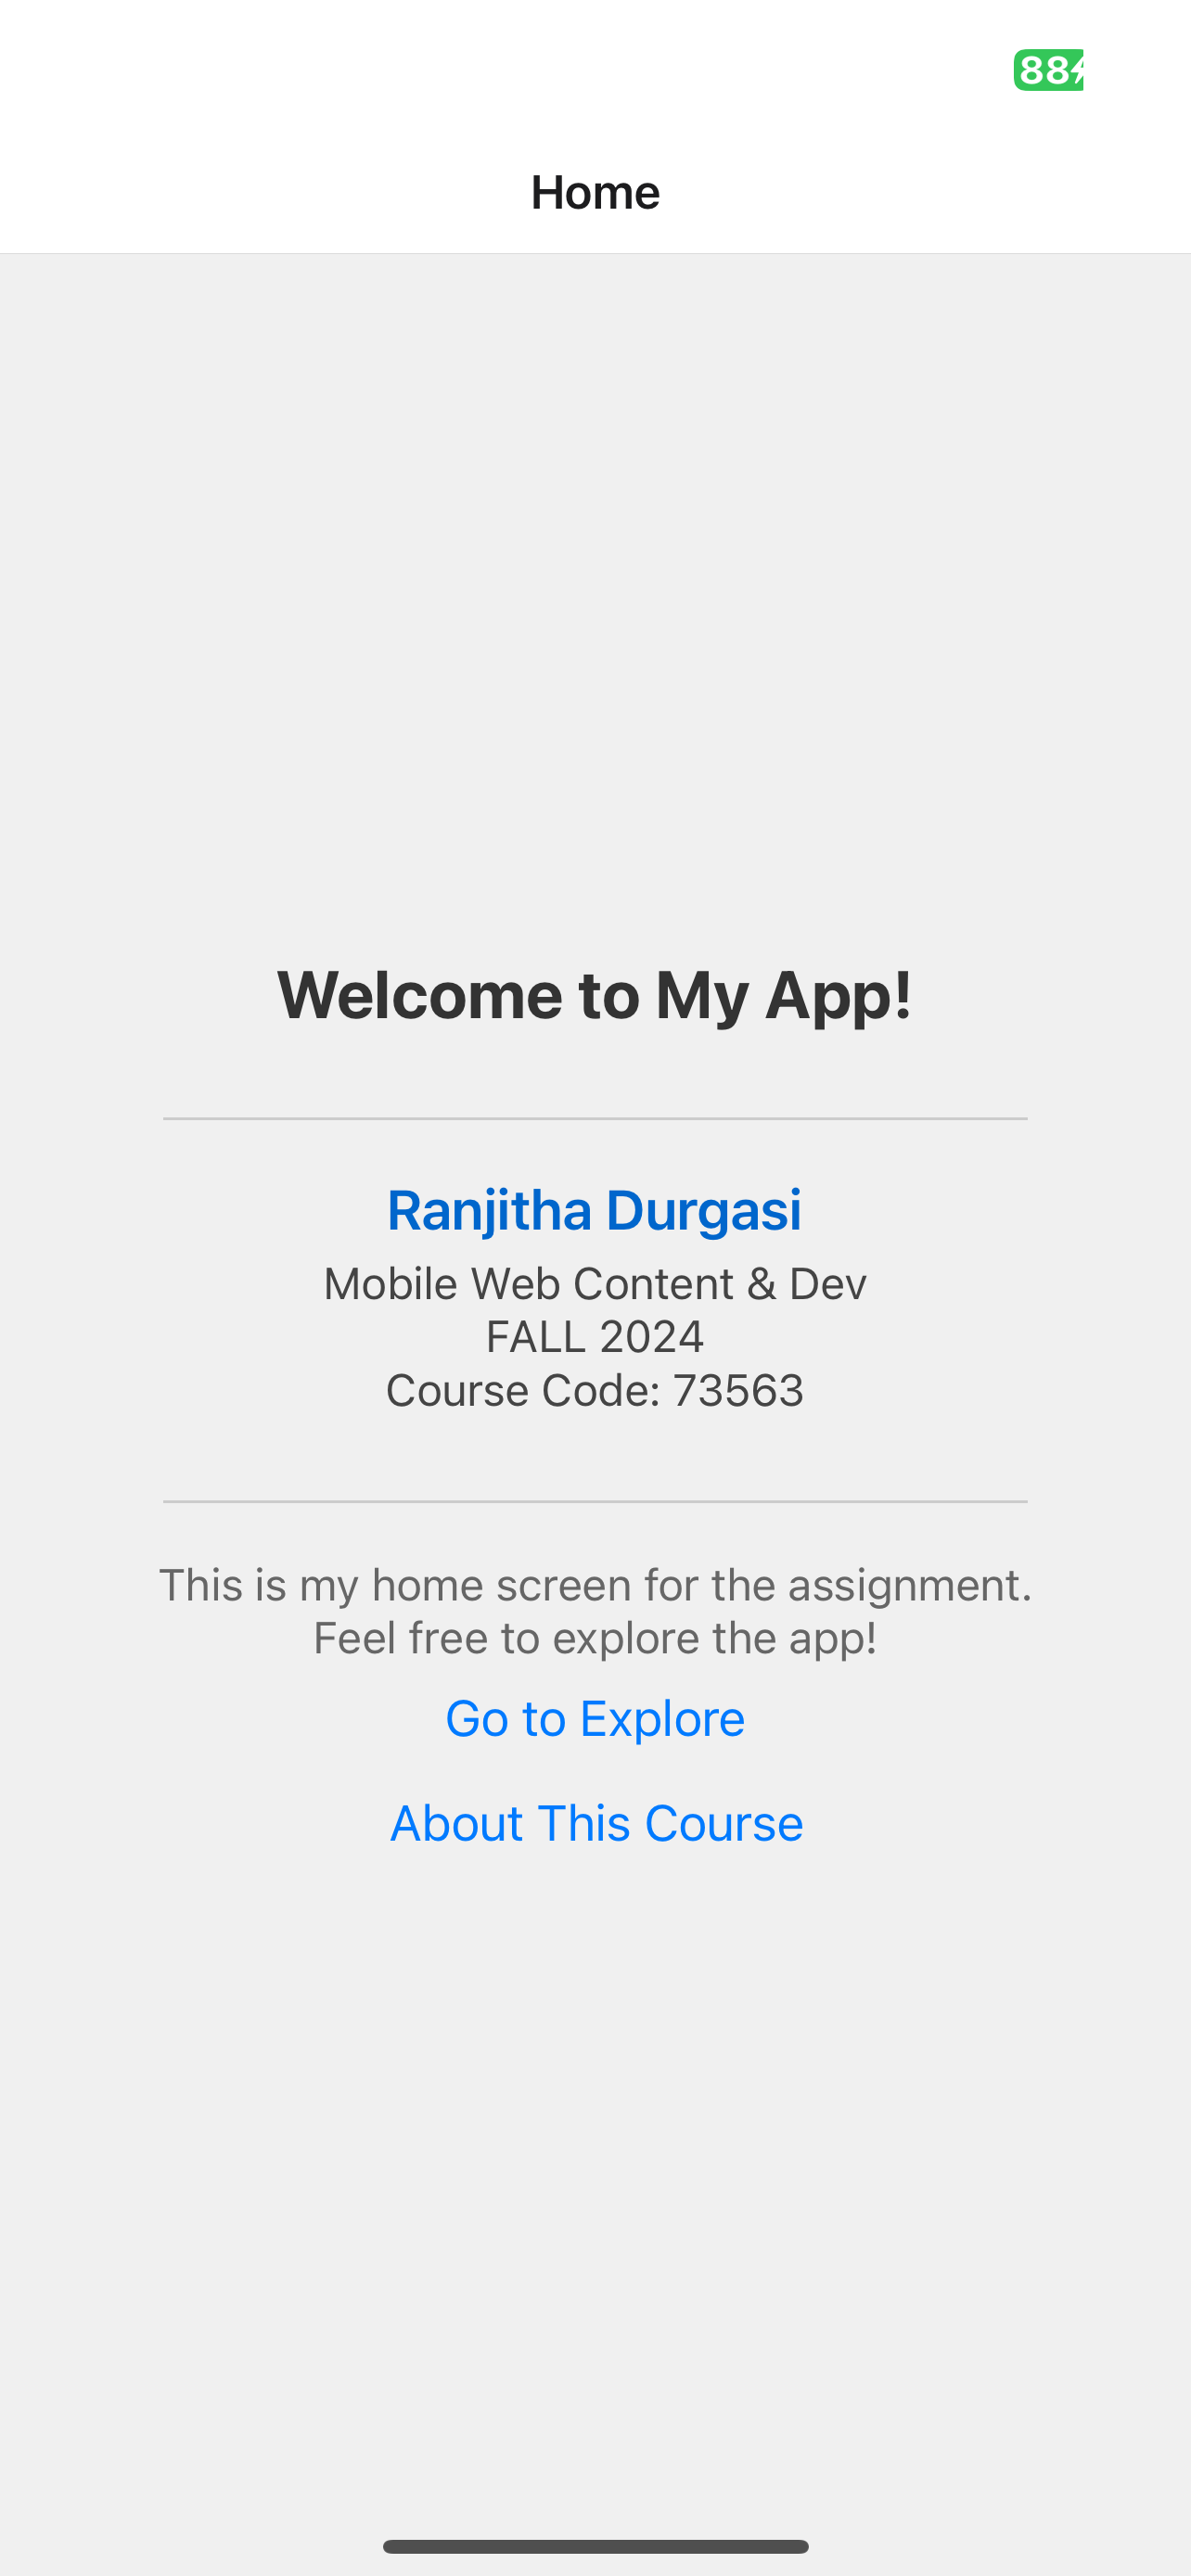 88
Home
Welcome to My App!
Ranjitha Durgasi
Mobile Web Content & Dev
FALL 2024
Course Code: 73563
This is my home screen for the assignment.
Feel free to explore the app!
Go to Explore
About This Course